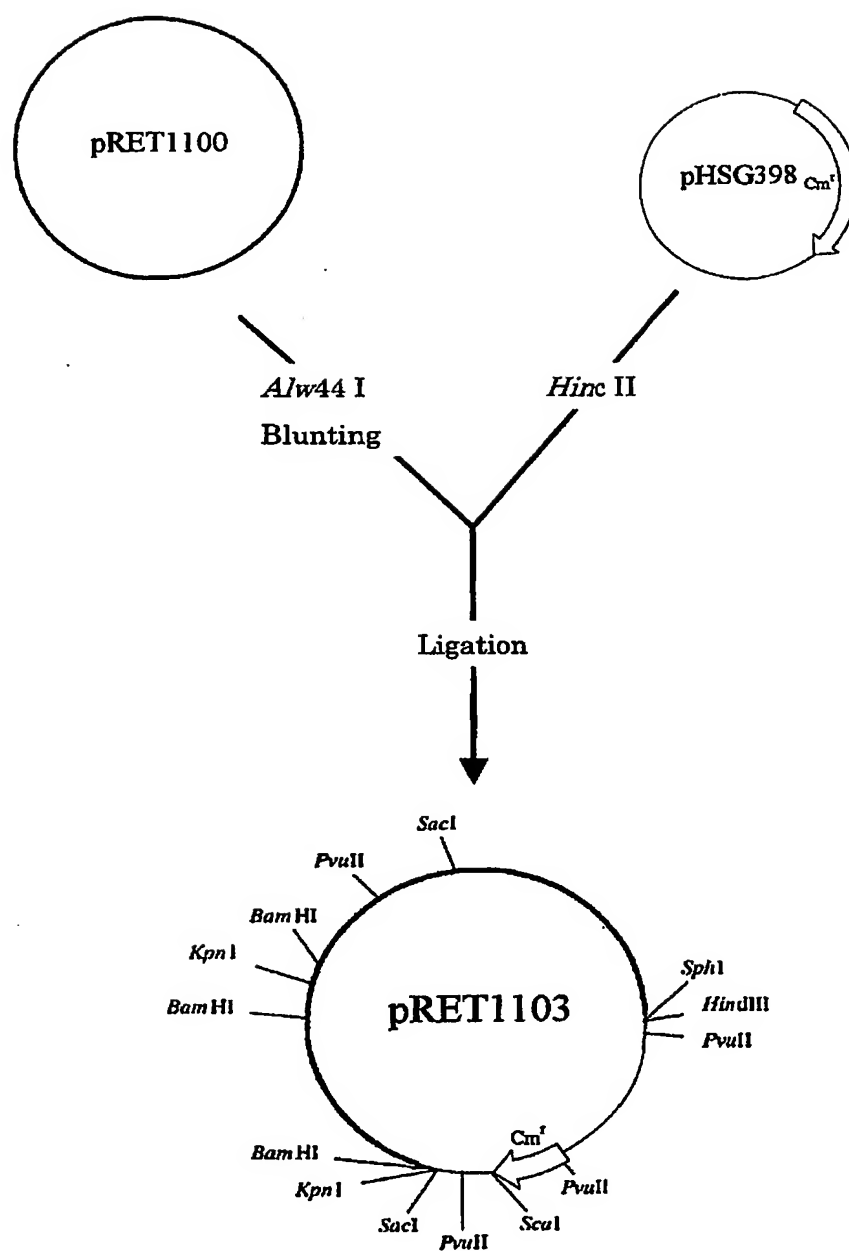 pRET1100
pHSG398 Cmr
Alw44 I
Blunting
Hinc II
Ligation
SacI
PvuII
BamHI
KpnI
BamHI
SphI
HindIII
PvuII
pRET1103
Cmr
BamHI
KpnI
SacI
PvuII
ScaI
PvuII